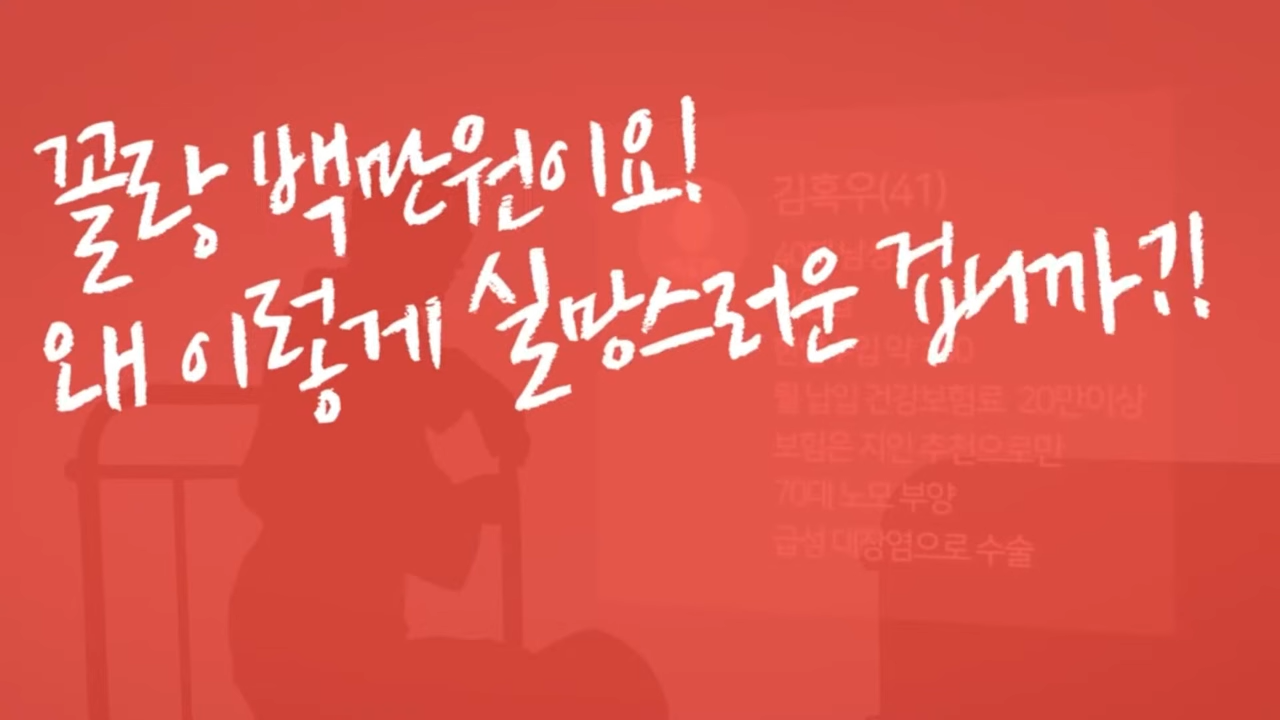 꼴랑 백만원이요!
왜 이렇게 실망스러운 겁니까?!
김흑우(41)
월 납입 건강보험료 20만이상
보험은 지인 추천으로만
70대 노모 부양
급성 대장염으로 수술